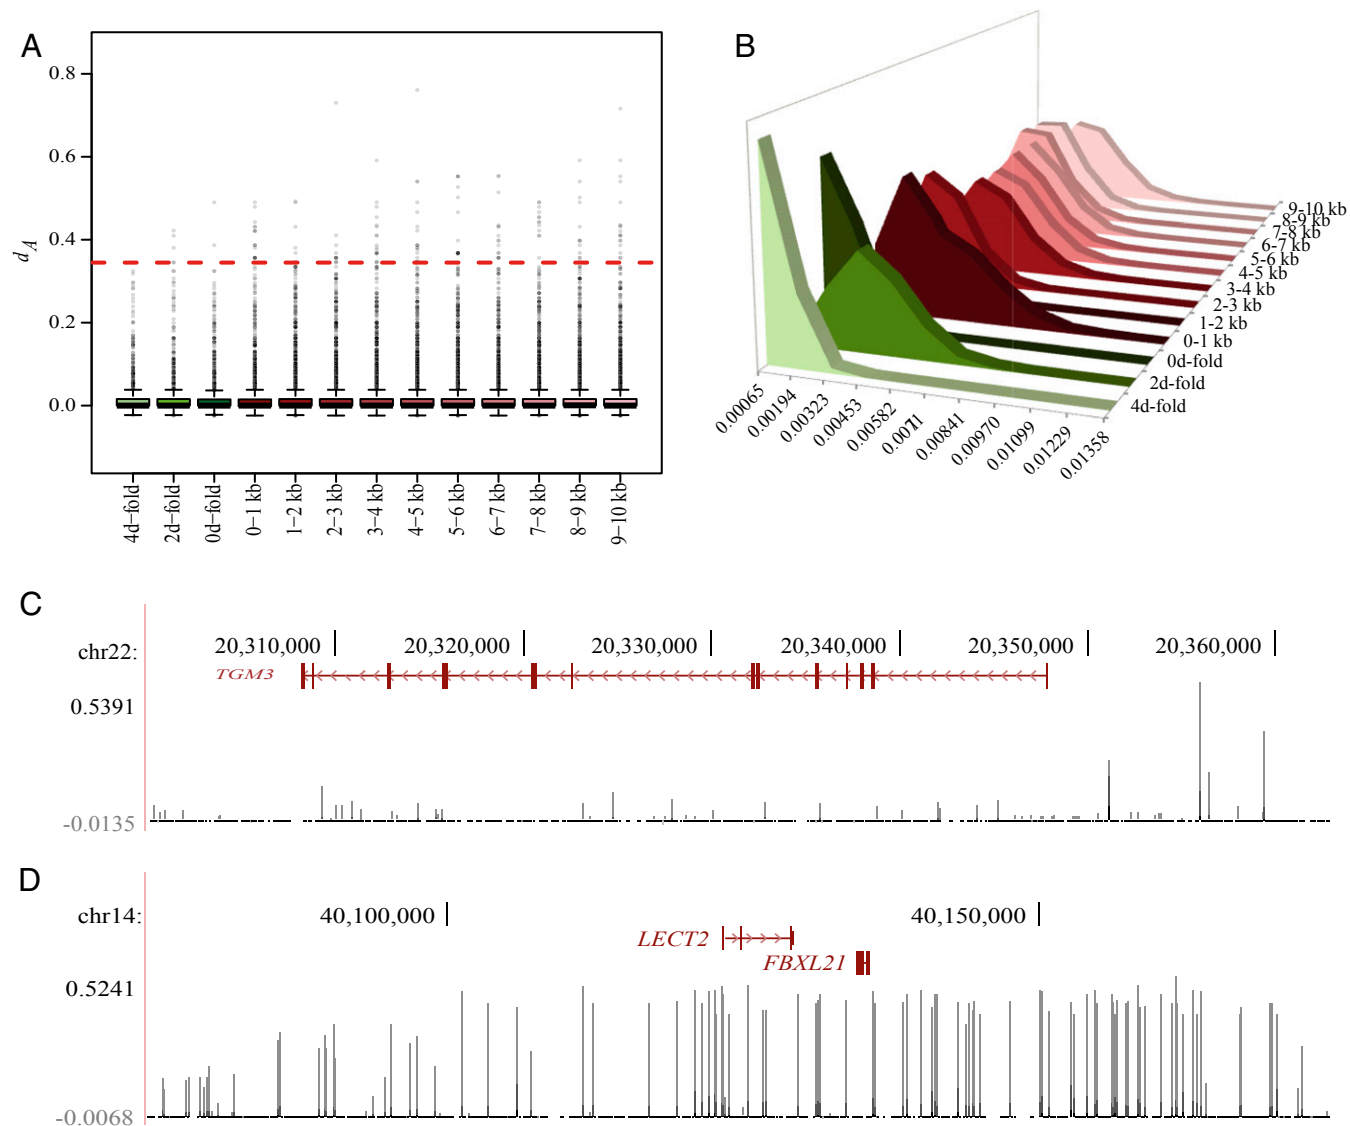 A
B
0.8
0.6
0.4
0.2
0.0
dA
4d-fold
2d-fold
0d-fold
0-1 kb
1-2 kb
2-3 kb
3-4 kb
4-5 kb
5-6 kb
6-7 kb
7-8 kb
8-9 kb
9-10 kb
9-10 kb
8-9 kb
7-8 kb
6-7 kb
5-6 kb
4-5 kb
3-4 kb
2-3 kb
1-2 kb
0-1 kb
0d-fold
2d-fold
4d-fold
0.00065
0.00194
0.00323
0.00453
0.00582
0.0071
0.00841
0.00970
0.01099
0.01229
0.01358
C
chr22:
20,310,000
20,320,000
20,330,000
20,340,000
20,350,000
20,360,000
TGM3
0.5391
-0.0135
D
chr14:
40,100,000
40,150,000
LECT2
FBXL21
0.5241
-0.0068